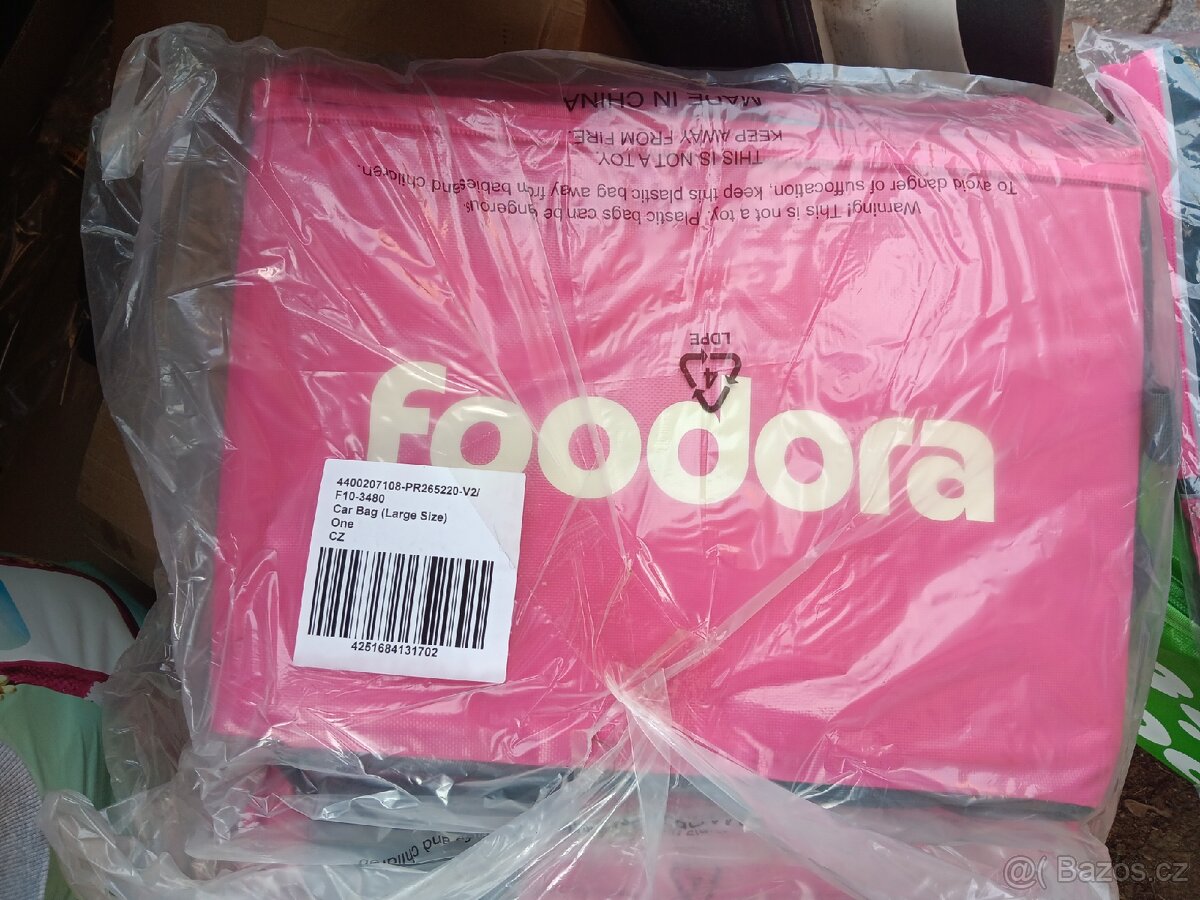 MADE IN CHINA
KEEP AWAY FROM FIRE.
THIS IS NOT A TOY
To avoid danger of suffocation, keep this plastic bag away from babies and children.
Warning! This is not a toy. Plastic bags can be dangerous.
LDPE
4
foodora
4400207108-PR265220-V2/
F10-3480
Car Bag (Large Size)
One
CZ
4251684131702
and children
@( Bazos.cz